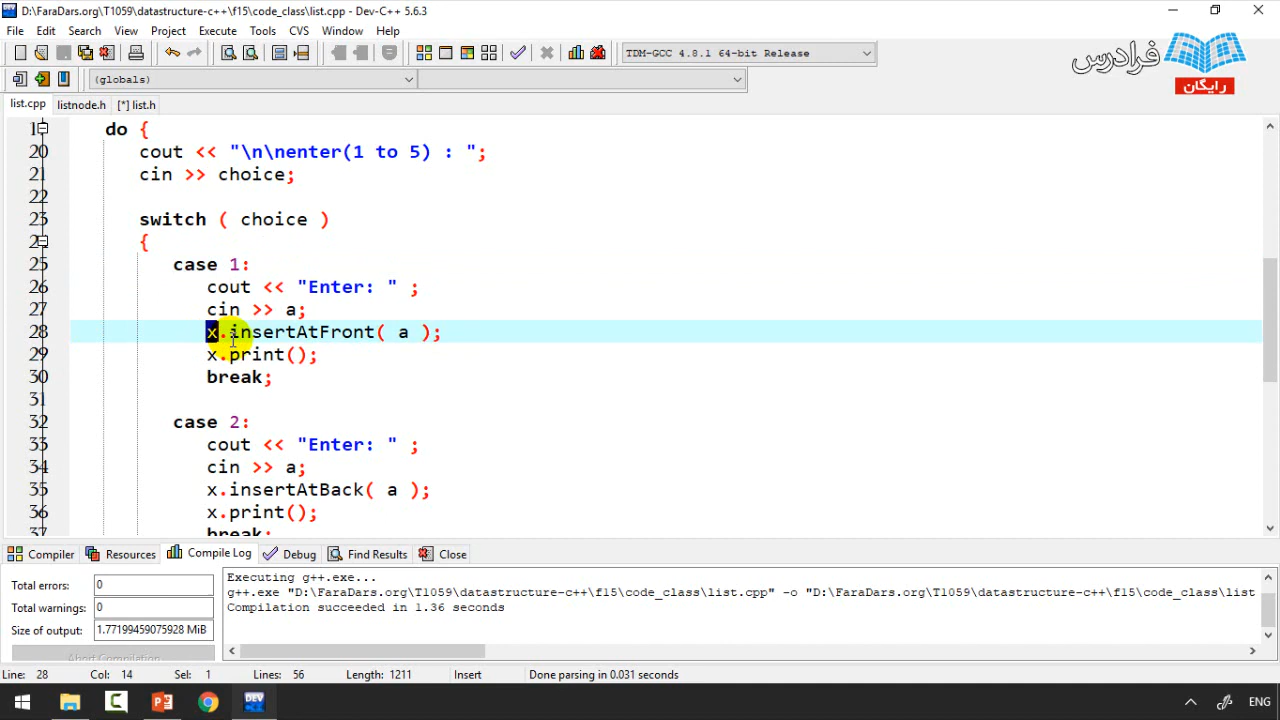 D:\FaraDars.org\T1059\datastructure-c++\f15\code_class\list.cpp - Dev-C++ 5.6.3
File Edit Search View Project Execute Tools CVS Window Help
TDM-GCC 4.8.1 64-bit Release
فرادرس
رایگان
(globals)
list.cpp listnode.h [*] list.h
do {
20 cout << "\n\nenter(1 to 5) : ";
21 cin >> choice;
22
23 switch ( choice )
{
25 case 1:
26 cout << "Enter: " ;
27 cin >> a;
28 x.insertAtFront( a );
29 x.print();
30 break;
31
32 case 2:
33 cout << "Enter: " ;
34 cin >> a;
35 x.insertAtBack( a );
36 x.print();
37 break;
Compiler Resources Compile Log Debug Find Results Close
Total errors: 0
Total warnings: 0
Size of output: 1.77199459075928 MiB
Abort Compilation
Executing g++.exe...
g++.exe "D:\FaraDars.org\T1059\datastructure-c++\f15\code_class\list.cpp" -o "D:\FaraDars.org\T1059\datastructure-c++\f15\code_class\list
Compilation succeeded in 1.36 seconds
Line: 28 Col: 14 Sel: 1 Lines: 56 Length: 1211 Insert Done parsing in 0.031 seconds
DEV
ENG